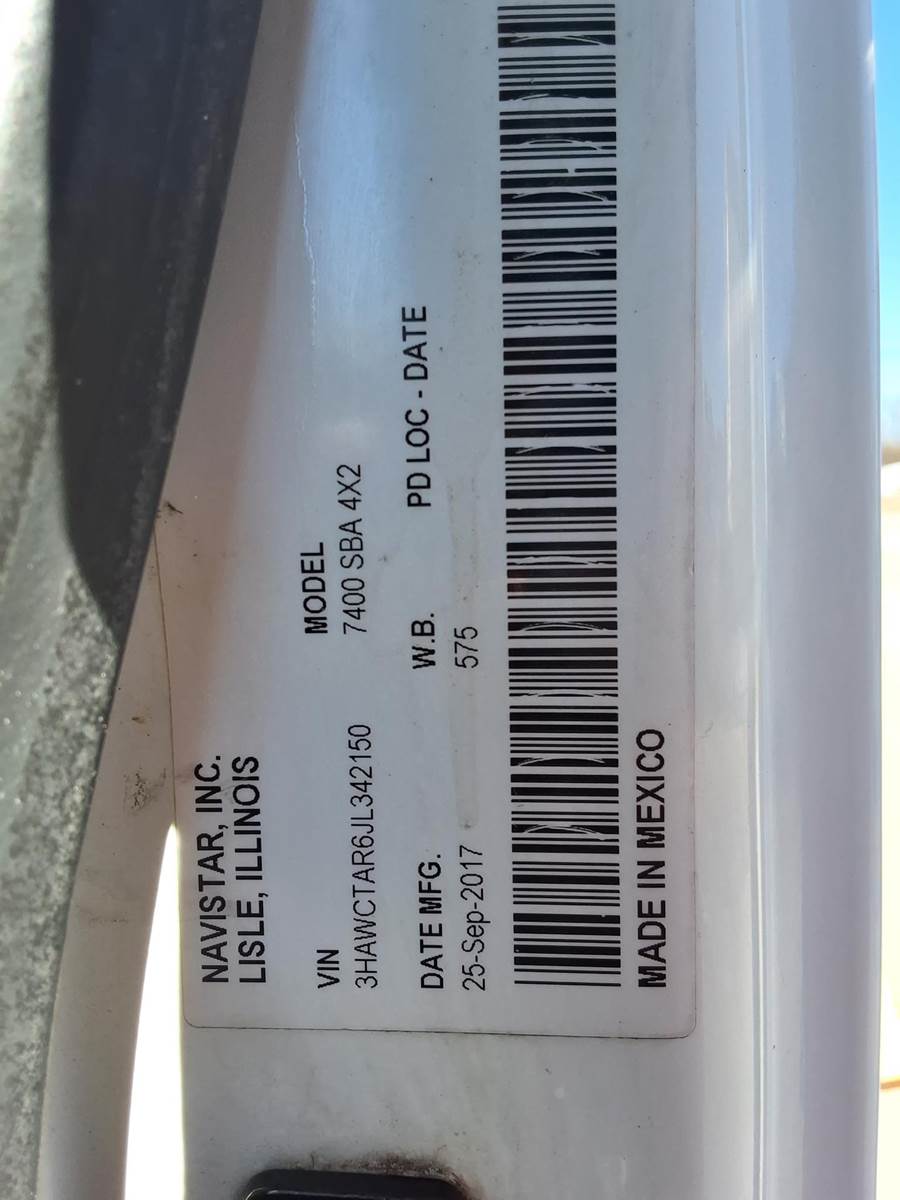 NAVISTAR, INC.
LISLE, ILLINOIS
VIN MODEL
3HAWCTAR6JL342150 7400 SBA 4X2
DATE MFG. W.B. PD LOC - DATE
25-Sep-2017 575
MADE IN MEXICO